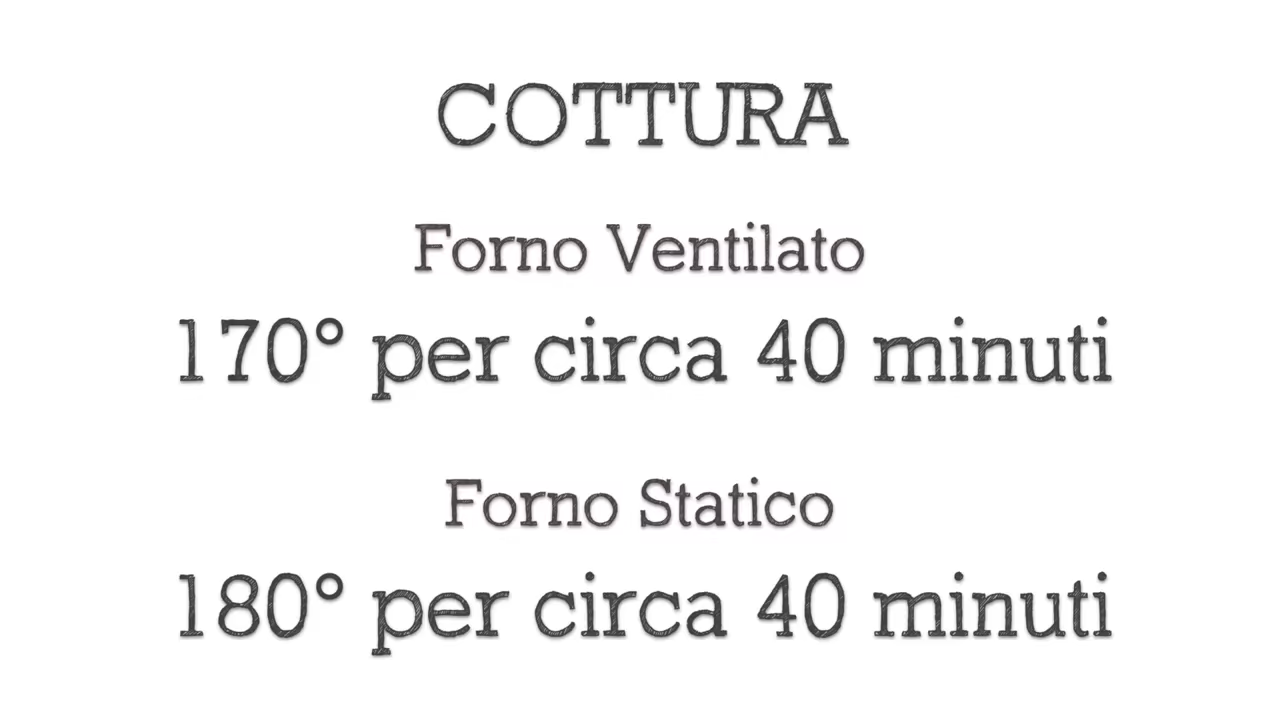 COTTURA
Forno Ventilato
170° per circa 40 minuti
Forno Statico
180° per circa 40 minuti